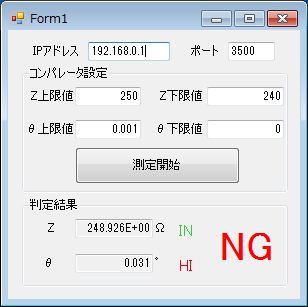 Form1
IPアドレス 192.168.0.1 ポート 3500
コンパレータ設定
Z上限値 250 Z下限値 240
θ上限値 0.001 θ下限値 0
測定開始
判定結果
Z 248.926E+00 Ω IN
θ 0.031 ° HI
NG